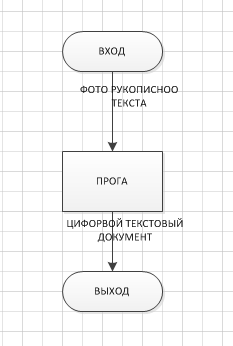 ВХОД
ФОТО РУКОПИСНОО
ТЕКСТА
ПРОГА
ЦИФОРВОЙ ТЕКСТОВЫЙ
ДОКУМЕНТ
ВЫХОД